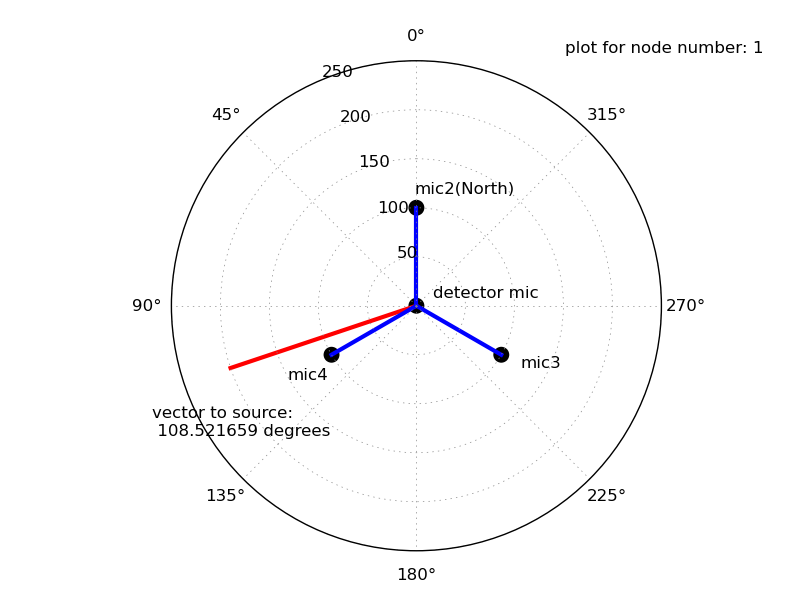 0°
plot for node number: 1
250
45°
315°
200
150
mic2(North)
100
50
detector mic
90°
270°
mic3
mic4
vector to source:
108.521659 degrees
135°
225°
180°